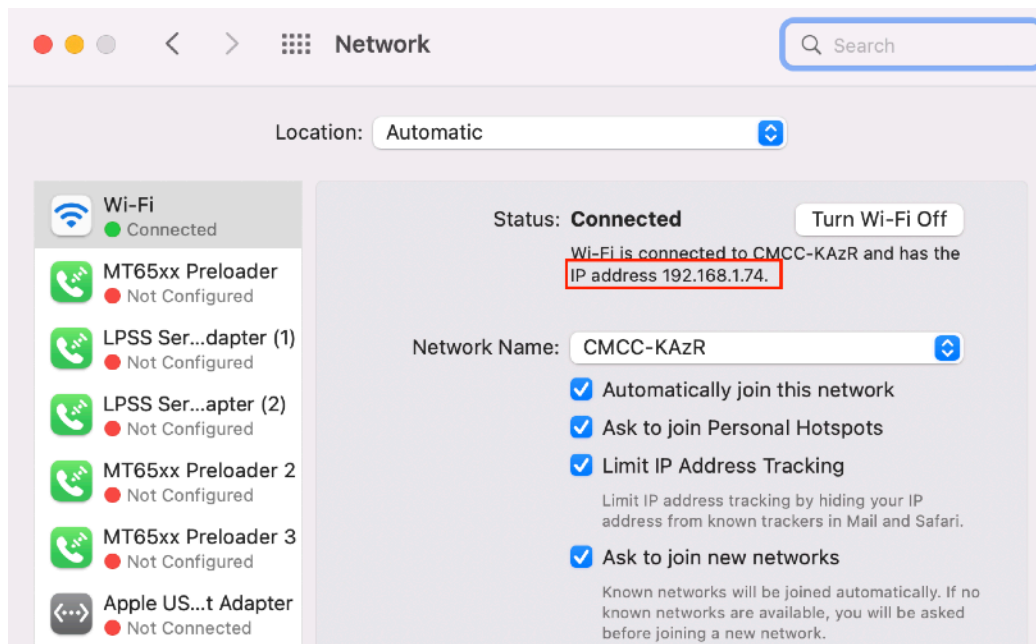 Network
Search
Location: Automatic
Wi-Fi
Connected
MT65xx Preloader
Not Configured
LPSS Ser...dapter (1)
Not Configured
LPSS Ser...apter (2)
Not Configured
MT65xx Preloader 2
Not Configured
MT65xx Preloader 3
Not Configured
Apple US...t Adapter
Not Connected
Status: Connected
Turn Wi-Fi Off
Wi-Fi is connected to CMCC-KAzR and has the
IP address 192.168.1.74.
Network Name: CMCC-KAzR
Automatically join this network
Ask to join Personal Hotspots
Limit IP Address Tracking
Limit IP address tracking by hiding your IP
address from known trackers in Mail and Safari.
Ask to join new networks
Known networks will be joined automatically. If no
known networks are available, you will be asked
before joining a new network.